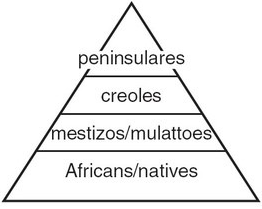 peninsulares
creoles
mestizos/mulattoes
Africans/natives